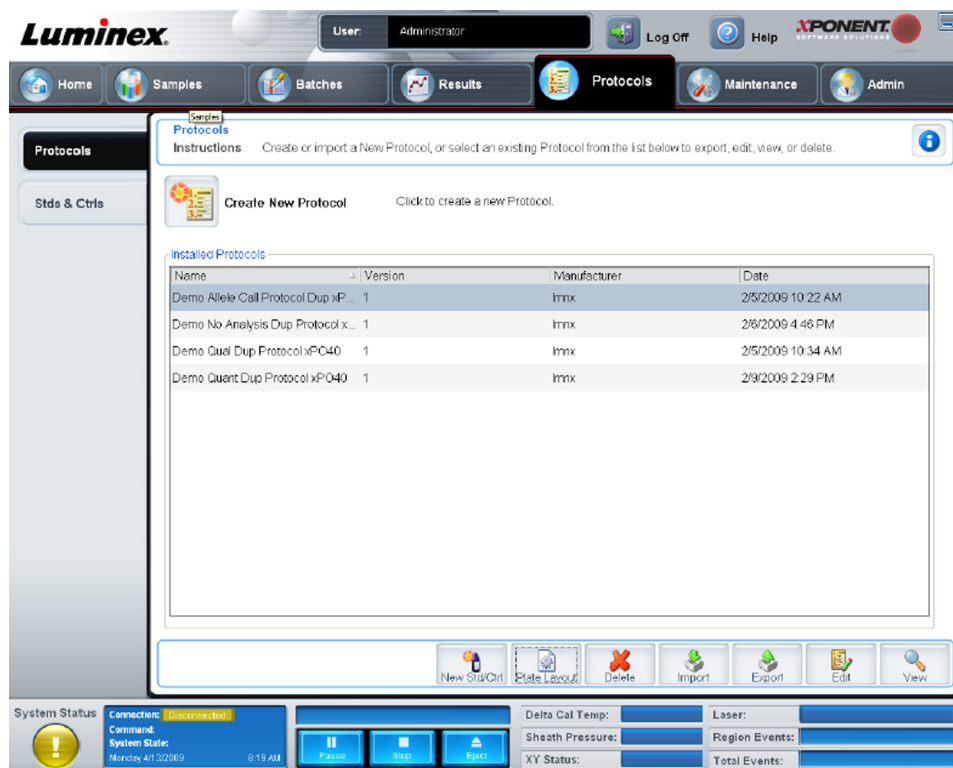 Luminex.
User: Administrator
Log Off
Help
XPONENT.
SOFTWARE SOLUTIONS
Home
Samples
Batches
Results
Protocols
Maintenance
Admin
Samples
Protocols
Stds & Ctrls
Protocols
Instructions Create or import a New Protocol, or select an existing Protocol from the list below to export, edit, view, or delete.
Create New Protocol Click to create a new Protocol.
Installed Protocols
Name Version Manufacturer Date
Demo Allele Call Protocol Dup xP... 1 lmnx 2/5/2009 10:22 AM
Demo No Analysis Dup Protocol x... 1 lmnx 2/6/2009 4:46 PM
Demo Qual Dup Protocol xPO40 1 lmnx 2/5/2009 10:34 AM
Demo Quant Dup Protocol xPO40 1 lmnx 2/9/2009 2:29 PM
New Std/Ctrl
Plate Layout
Delete
Import
Export
Edit
View
System Status
Connection: Disconnected
Command:
System State:
Monday 4/13/2009 8:19 AM
Pause
Stop
Eject
Delta Cal Temp:
Sheath Pressure:
XY Status:
Laser:
Region Events:
Total Events: